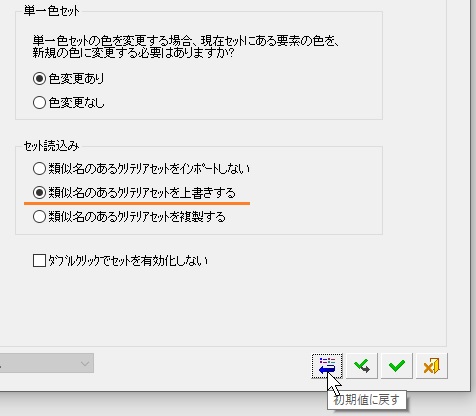 単一色セット
単一色セットの色を変更する場合、現在セットにある要素の色を、
新規の色に変更する必要はありますか?
色変更あり
色変更なし
セット読込み
類似名のあるクリテリアセットをインポートしない
類似名のあるクリテリアセットを上書きする
類似名のあるクリテリアセットを複製する
ダブルクリックでセットを有効化しない
初期値に戻す